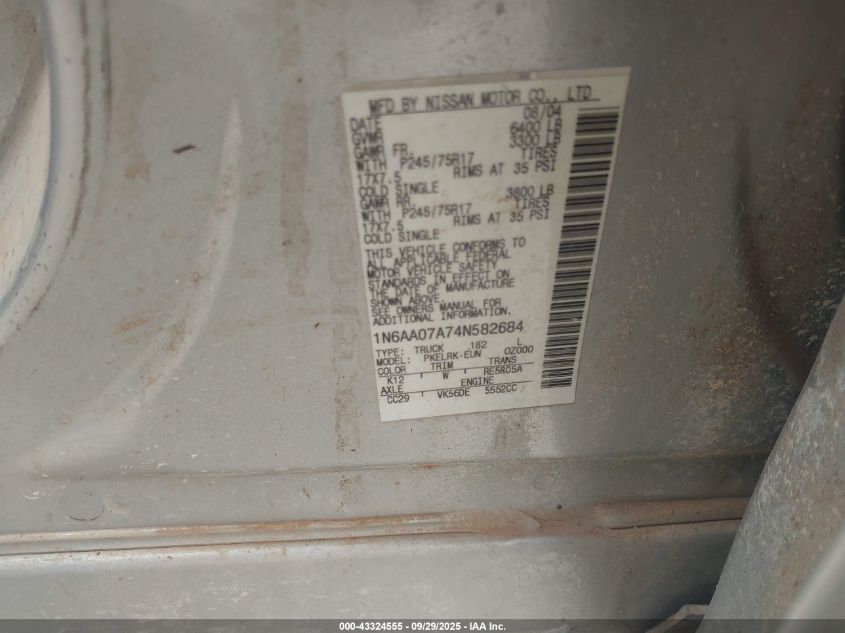 MFD BY NISSAN MOTOR CO., LTD
DATE 08/04
GVWR 6400 LB
GAWR FR. 3300 LB
WITH P245/75R17 TIRES
17X7.5 RIMS AT 35 PSI
COLD SINGLE
GAWR RR. 3800 LB
WITH P245/75R17 TIRES
17X7.5 RIMS AT 35 PSI
COLD SINGLE
THIS VEHICLE CONFORMS TO
ALL APPLICABLE FEDERAL
MOTOR VEHICLE SAFETY
STANDARDS IN EFFECT ON
THE DATE OF MANUFACTURE
SHOWN ABOVE.
SEE OWNERS MANUAL FOR
ADDITIONAL INFORMATION.
1N6AA07A74N582684
TYPE: TRUCK 182 L
MODEL: PKELRK-EUN OZ000
COLOR TRIM TRANS
K12 W RE5R05A
AXLE ENGINE
CC29 VK56DE 5552CC
000-43324555 - 09/29/2025 - IAA Inc.